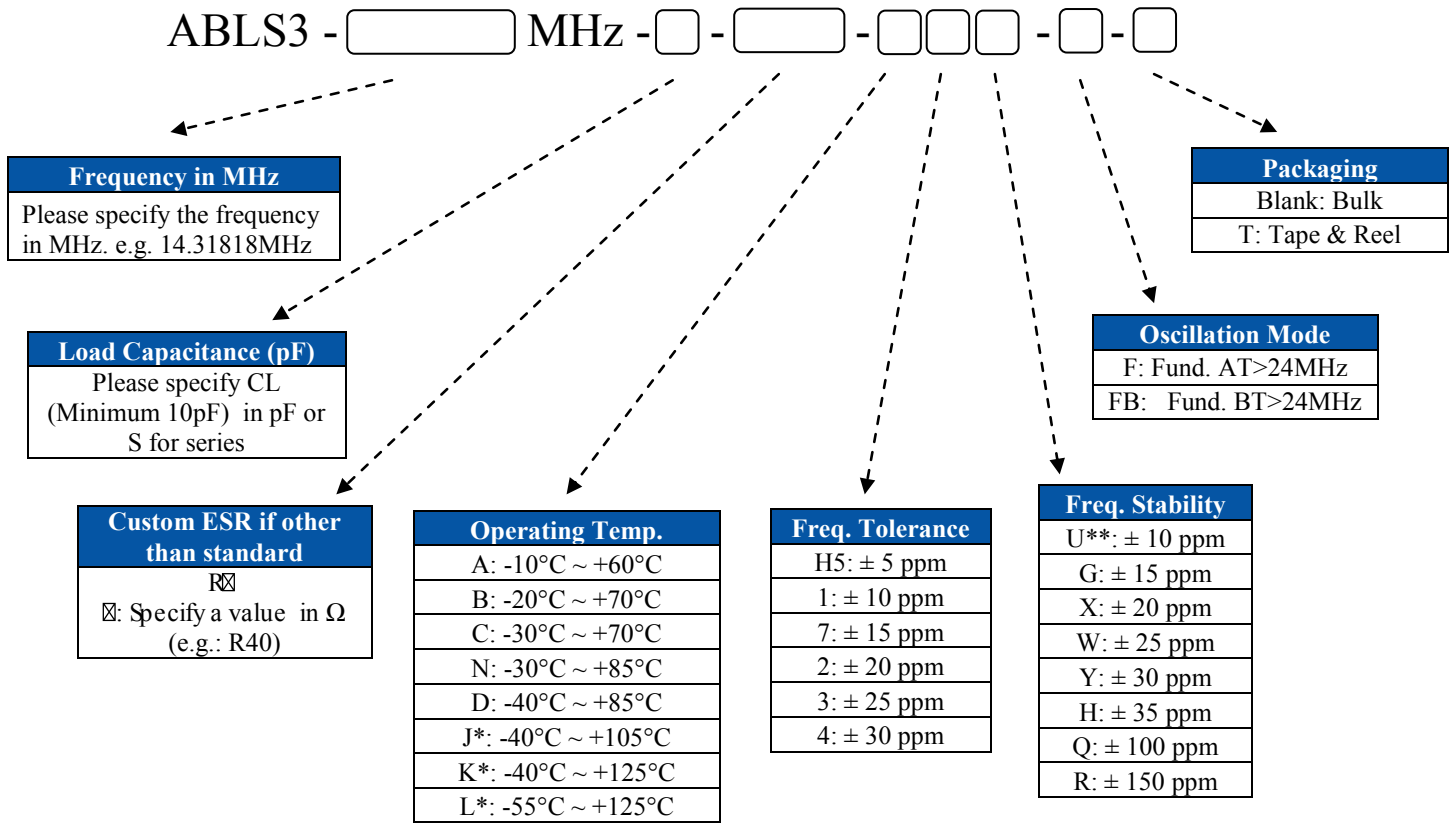 ABLS3 - MHz - - - - -
Frequency in MHz
Please specify the frequency
in MHz. e.g. 14.31818MHz
Load Capacitance (pF)
Please specify CL
(Minimum 10pF) in pF or
S for series
Custom ESR if other
than standard
R☒
☒: Specify a value in Ω
(e.g.: R40)
Operating Temp.
A: -10°C ~ +60°C
B: -20°C ~ +70°C
C: -30°C ~ +70°C
N: -30°C ~ +85°C
D: -40°C ~ +85°C
J*: -40°C ~ +105°C
K*: -40°C ~ +125°C
L*: -55°C ~ +125°C
Freq. Tolerance
H5: ± 5 ppm
1: ± 10 ppm
7: ± 15 ppm
2: ± 20 ppm
3: ± 25 ppm
4: ± 30 ppm
Freq. Stability
U**: ± 10 ppm
G: ± 15 ppm
X: ± 20 ppm
W: ± 25 ppm
Y: ± 30 ppm
H: ± 35 ppm
Q: ± 100 ppm
R: ± 150 ppm
Oscillation Mode
F: Fund. AT>24MHz
FB: Fund. BT>24MHz
Packaging
Blank: Bulk
T: Tape & Reel